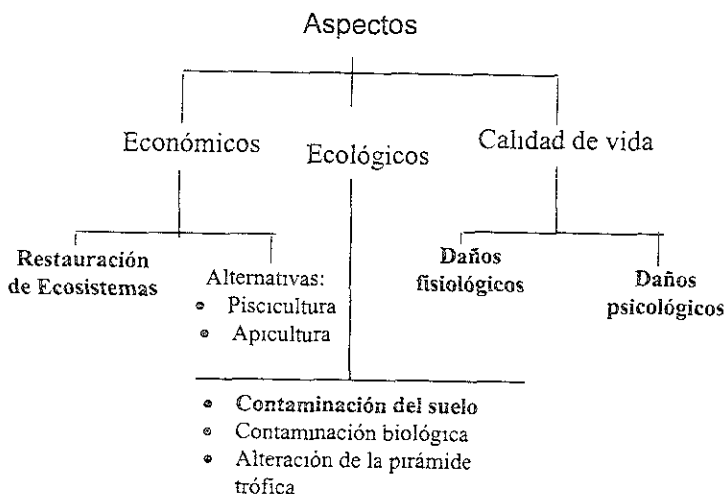 Aspectos
Económicos
Ecológicos
Calidad de vida
Restauración
de Ecosistemas
Alternativas:
• Piscicultura
• Apicultura
Daños
fisiológicos
Daños
psicológicos
• Contaminación del suelo
• Contaminación biológica
• Alteración de la pirámide
trófica